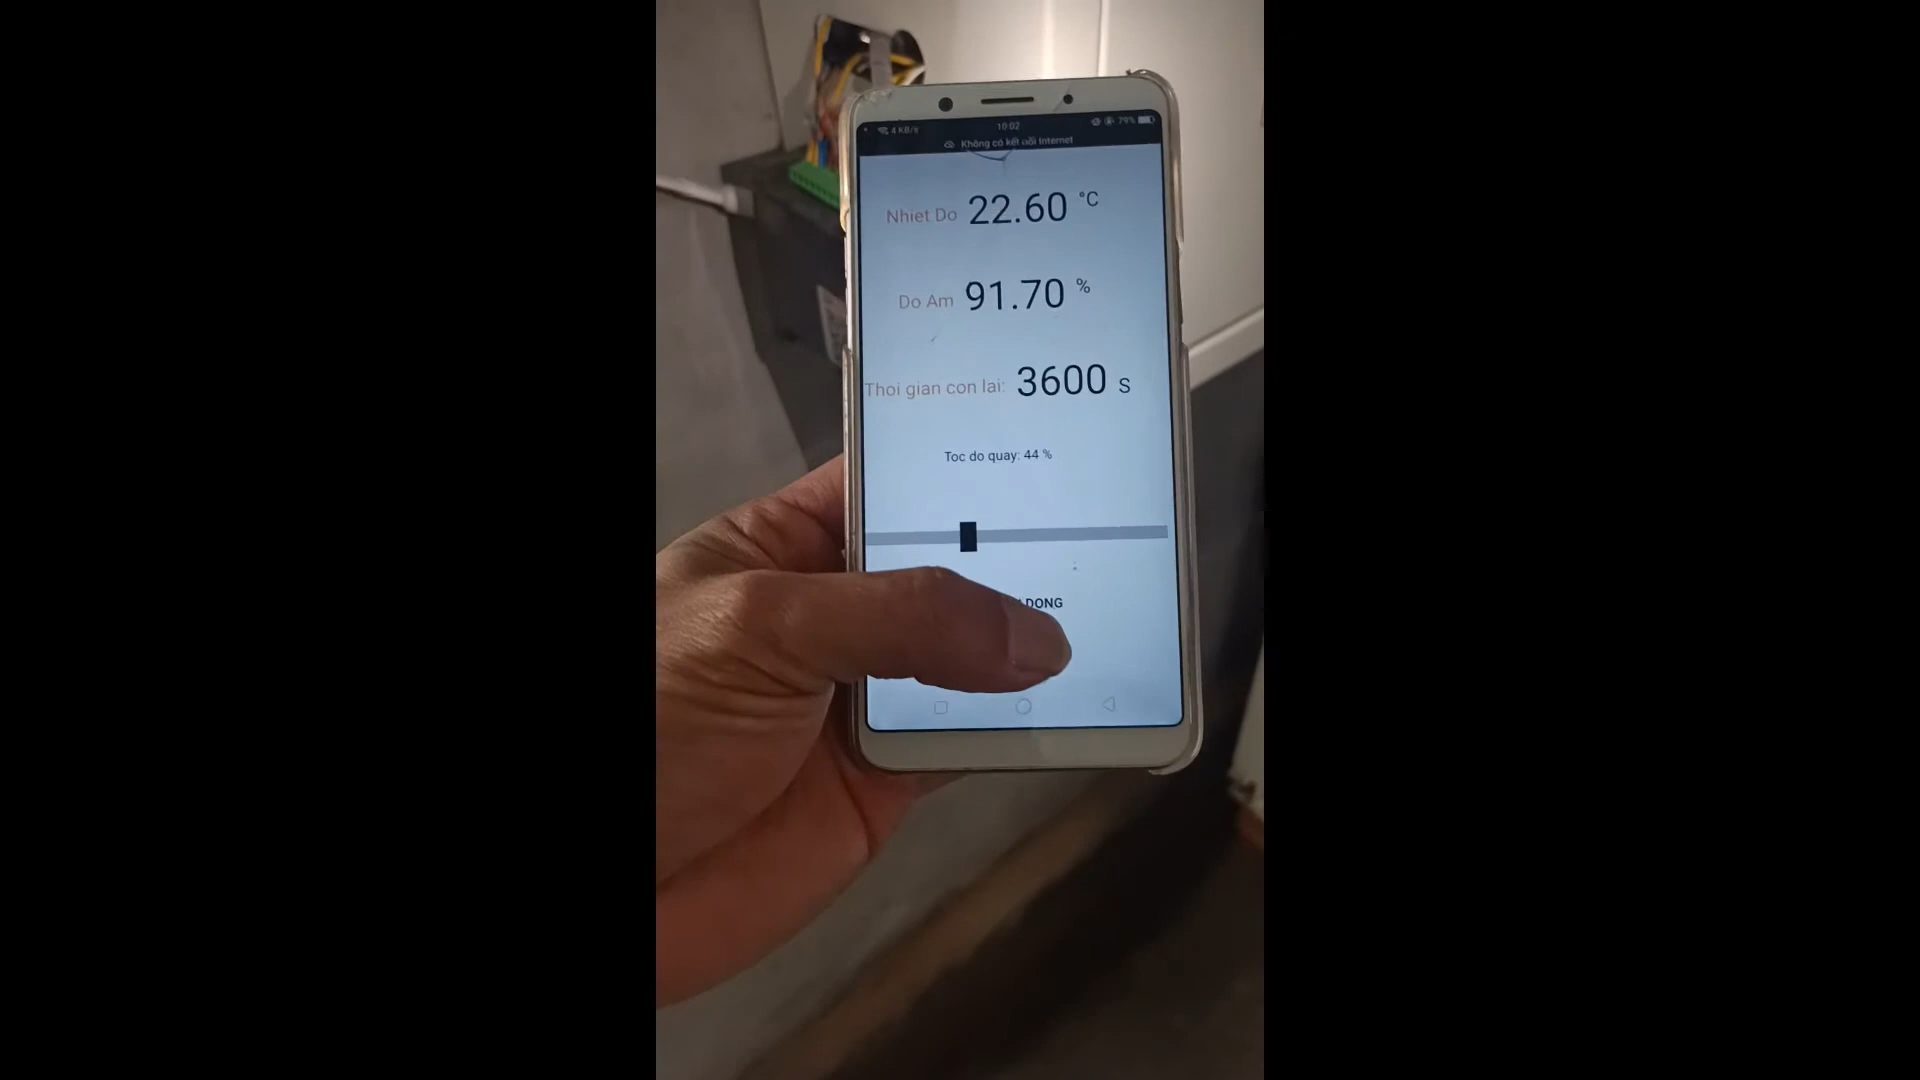 4 KB/s 10:02 79%
Không có kết nối Internet
Nhiet Do 22.60 °C
Do Am 91.70 %
Thoi gian con lai: 3600 S
Toc do quay: 44 %
DONG